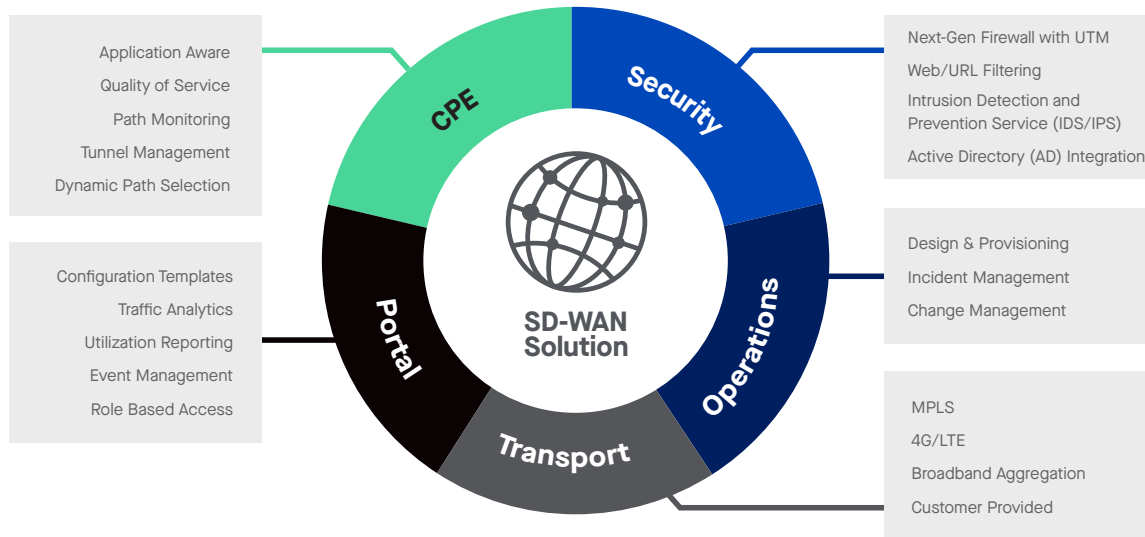 Application Aware
Quality of Service
Path Monitoring
Tunnel Management
Dynamic Path Selection
Configuration Templates
Traffic Analytics
Utilization Reporting
Event Management
Role Based Access
CPE
Security
Portal
Operations
Transport
SD-WAN
Solution
Next-Gen Firewall with UTM
Web/URL Filtering
Intrusion Detection and
Prevention Service (IDS/IPS)
Active Directory (AD) Integration
Design & Provisioning
Incident Management
Change Management
MPLS
4G/LTE
Broadband Aggregation
Customer Provided